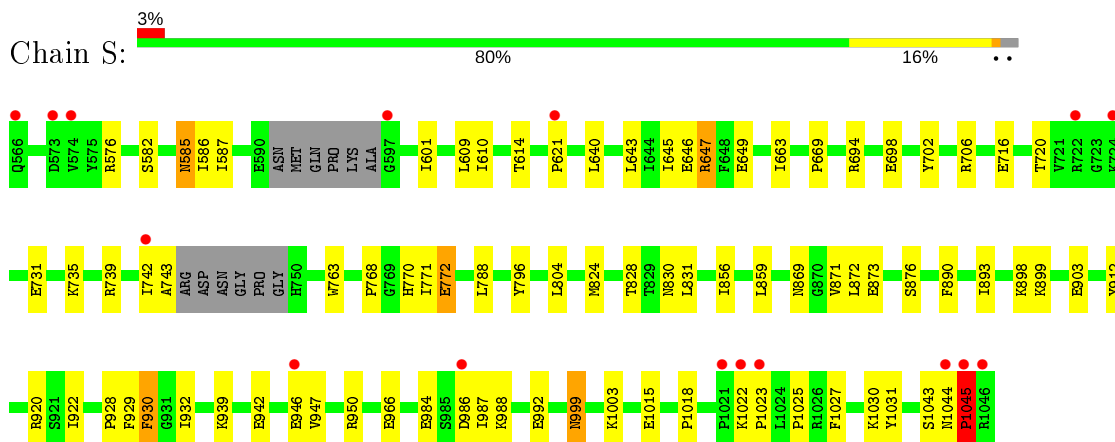 3%
Chain S:
80% 16% • •
Q566 D573 V574 Y575 R576 S582 N585 I586 I587 E590 ASN MET GLN PRO LYS ALA G597 I601 L609 I610 T614 P621 L640 L643 I644 I645 E646 R647 F648 E649 I663 P669 R694 E698 Y702 R706 E716 T720 V721 R722 G723 K724
E731 K735 R739 I742 A743 ARG ASP ASN GLY PRO GLY H750 W763 P768 G769 H770 I771 E772 L788 Y796 L804 M824 T828 T829 N830 L831 I856 L859 N869 G870 V871 L872 E873 S876 F890 I893 K898 K899 E903 Y912
R920 S921 I922 P928 F929 F930 G931 I932 K939 E942 E946 V947 R950 E966 E984 S985 D986 I987 K988 E992 N999 K1003 E1015 P1018 P1021 K1022 P1023 L1024 P1025 R1026 F1027 K1030 Y1031 S1043 N1044 P1045 R1046